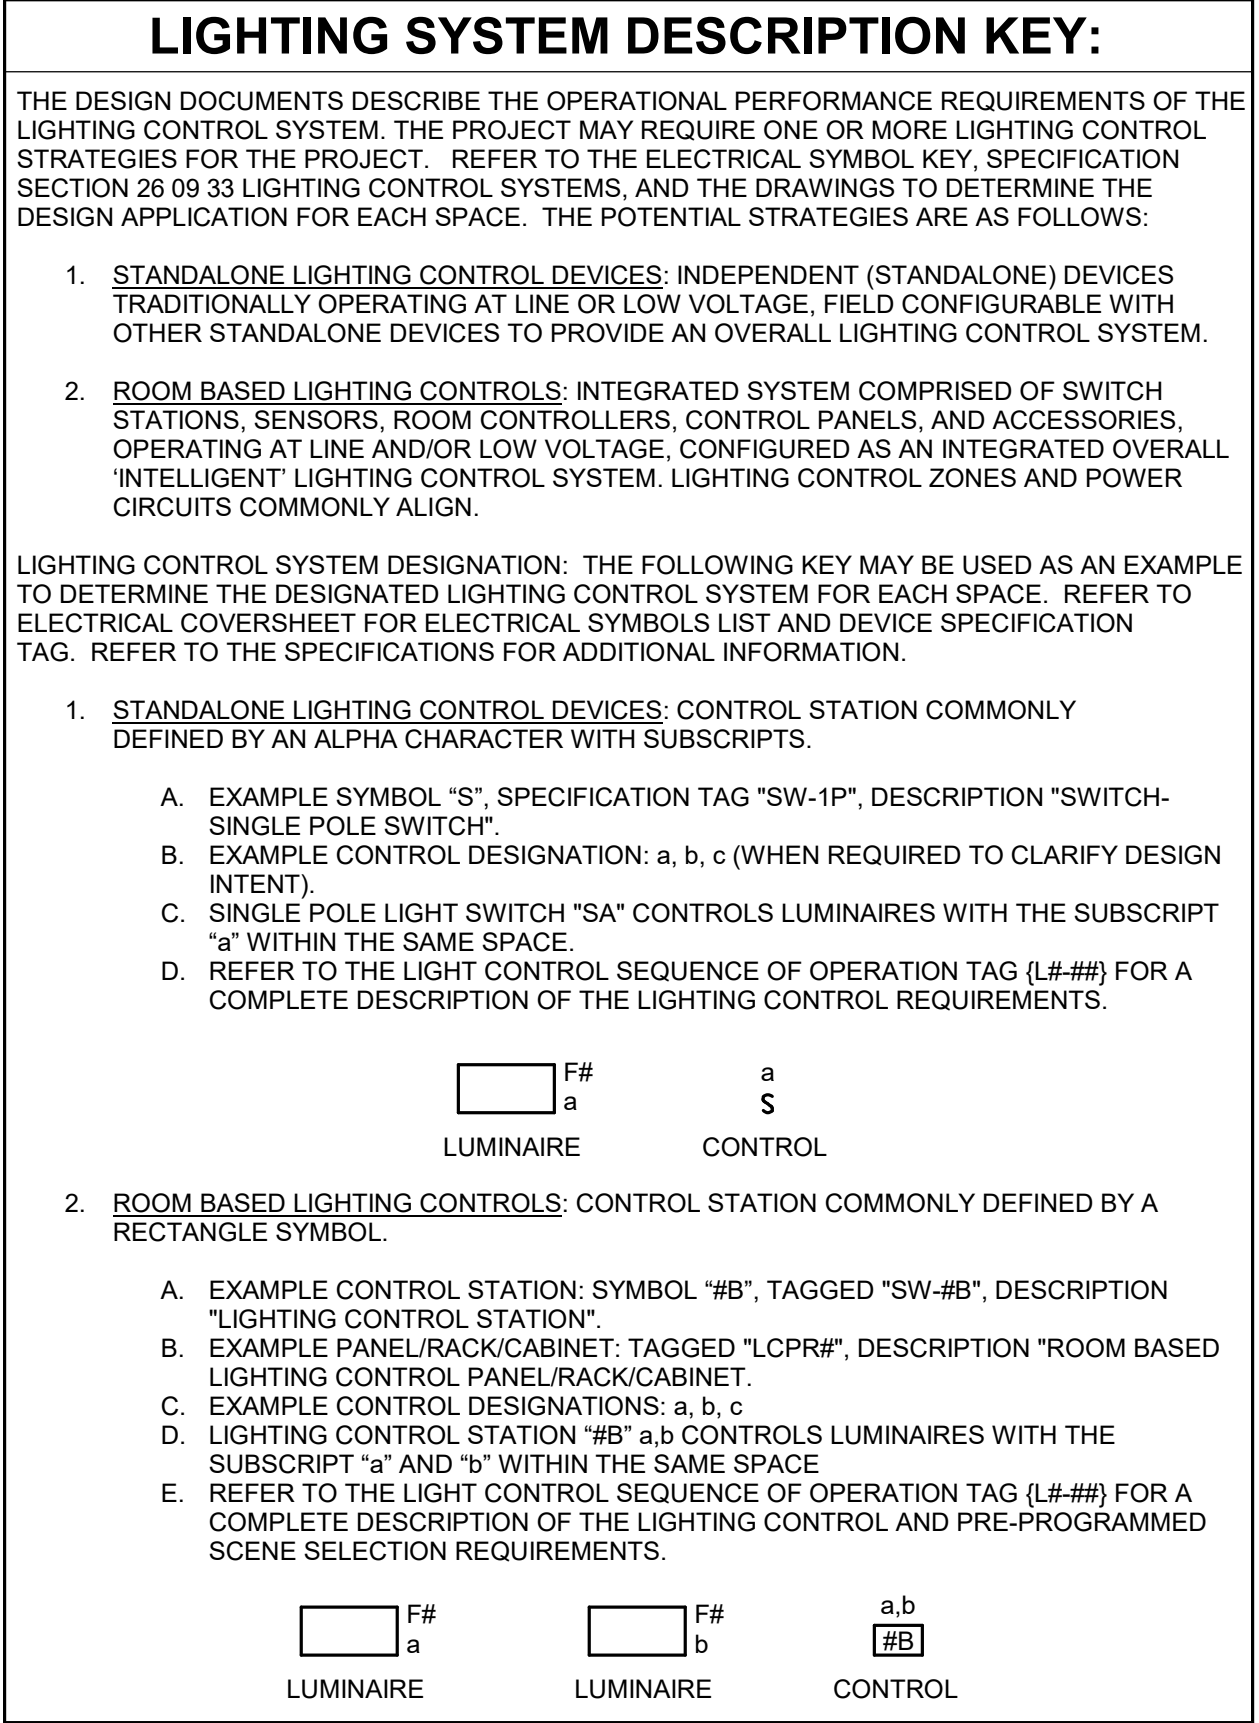 LIGHTING SYSTEM DESCRIPTION KEY:
THE DESIGN DOCUMENTS DESCRIBE THE OPERATIONAL PERFORMANCE REQUIREMENTS OF THE
LIGHTING CONTROL SYSTEM. THE PROJECT MAY REQUIRE ONE OR MORE LIGHTING CONTROL
STRATEGIES FOR THE PROJECT.   REFER TO THE ELECTRICAL SYMBOL KEY, SPECIFICATION
SECTION 26 09 33 LIGHTING CONTROL SYSTEMS, AND THE DRAWINGS TO DETERMINE THE
DESIGN APPLICATION FOR EACH SPACE.  THE POTENTIAL STRATEGIES ARE AS FOLLOWS:
1. STANDALONE LIGHTING CONTROL DEVICES: INDEPENDENT (STANDALONE) DEVICES
TRADITIONALLY OPERATING AT LINE OR LOW VOLTAGE, FIELD CONFIGURABLE WITH
OTHER STANDALONE DEVICES TO PROVIDE AN OVERALL LIGHTING CONTROL SYSTEM.
2. ROOM BASED LIGHTING CONTROLS: INTEGRATED SYSTEM COMPRISED OF SWITCH
STATIONS, SENSORS, ROOM CONTROLLERS, CONTROL PANELS, AND ACCESSORIES,
OPERATING AT LINE AND/OR LOW VOLTAGE, CONFIGURED AS AN INTEGRATED OVERALL
‘INTELLIGENT’ LIGHTING CONTROL SYSTEM. LIGHTING CONTROL ZONES AND POWER
CIRCUITS COMMONLY ALIGN.
LIGHTING CONTROL SYSTEM DESIGNATION:  THE FOLLOWING KEY MAY BE USED AS AN EXAMPLE
TO DETERMINE THE DESIGNATED LIGHTING CONTROL SYSTEM FOR EACH SPACE.  REFER TO
ELECTRICAL COVERSHEET FOR ELECTRICAL SYMBOLS LIST AND DEVICE SPECIFICATION
TAG.  REFER TO THE SPECIFICATIONS FOR ADDITIONAL INFORMATION.
1. STANDALONE LIGHTING CONTROL DEVICES: CONTROL STATION COMMONLY
DEFINED BY AN ALPHA CHARACTER WITH SUBSCRIPTS.
A. EXAMPLE SYMBOL “S”, SPECIFICATION TAG "SW-1P", DESCRIPTION "SWITCH-
SINGLE POLE SWITCH".
B. EXAMPLE CONTROL DESIGNATION: a, b, c (WHEN REQUIRED TO CLARIFY DESIGN
INTENT).
C. SINGLE POLE LIGHT SWITCH "SA" CONTROLS LUMINAIRES WITH THE SUBSCRIPT
“a” WITHIN THE SAME SPACE.
D. REFER TO THE LIGHT CONTROL SEQUENCE OF OPERATION TAG {L#-##} FOR A
COMPLETE DESCRIPTION OF THE LIGHTING CONTROL REQUIREMENTS.
F# a
a S
LUMINAIRE CONTROL
2. ROOM BASED LIGHTING CONTROLS: CONTROL STATION COMMONLY DEFINED BY A
RECTANGLE SYMBOL.
A. EXAMPLE CONTROL STATION: SYMBOL “#B”, TAGGED "SW-#B", DESCRIPTION
"LIGHTING CONTROL STATION".
B. EXAMPLE PANEL/RACK/CABINET: TAGGED "LCPR#", DESCRIPTION "ROOM BASED
LIGHTING CONTROL PANEL/RACK/CABINET.
C. EXAMPLE CONTROL DESIGNATIONS: a, b, c
D. LIGHTING CONTROL STATION “#B” a,b CONTROLS LUMINAIRES WITH THE
SUBSCRIPT “a” AND “b” WITHIN THE SAME SPACE
E. REFER TO THE LIGHT CONTROL SEQUENCE OF OPERATION TAG {L#-##} FOR A
COMPLETE DESCRIPTION OF THE LIGHTING CONTROL AND PRE-PROGRAMMED
SCENE SELECTION REQUIREMENTS.
F# F# a,b
a b #B
LUMINAIRE LUMINAIRE CONTROL